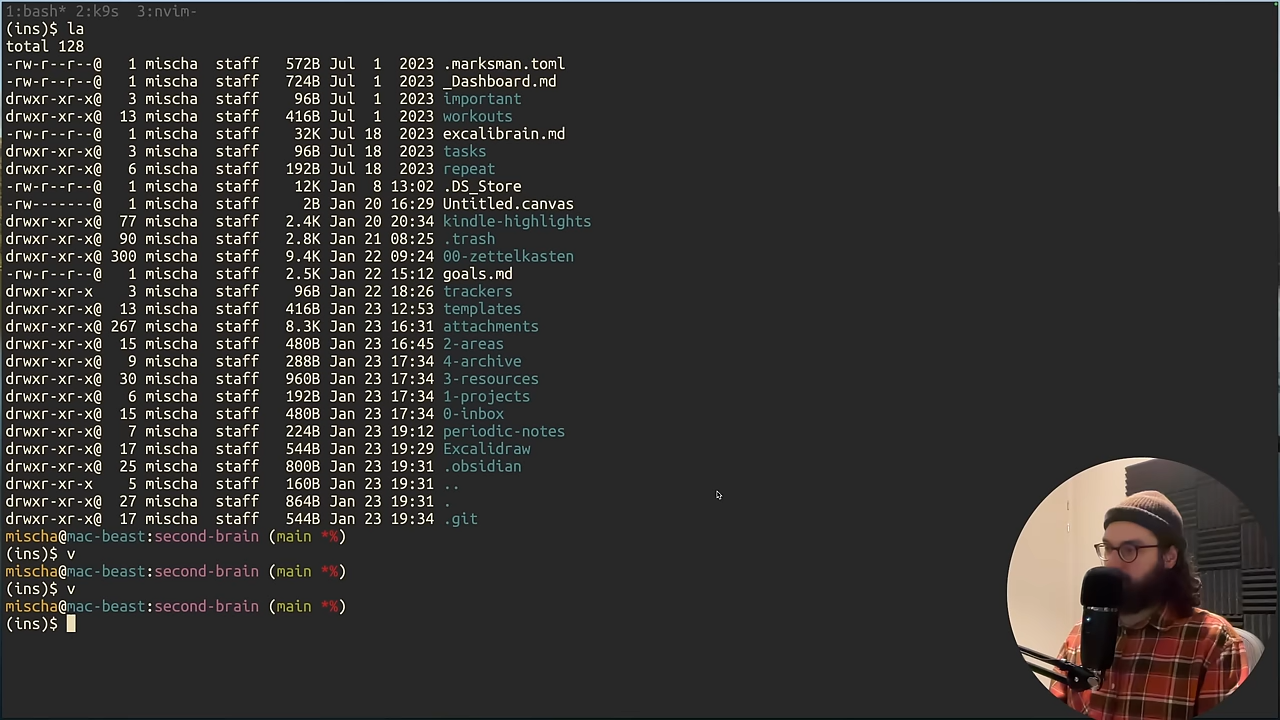 1:bash* 2:k9s  3:nvim-
(ins)$ la
total 128
-rw-r--r--@   1 mischa  staff   572B Jul  1  2023 .marksman.toml
-rw-r--r--@   1 mischa  staff   724B Jul  1  2023 _Dashboard.md
drwxr-xr-x@   3 mischa  staff    96B Jul  1  2023 important
drwxr-xr-x@  13 mischa  staff   416B Jul  1  2023 workouts
-rw-r--r--@   1 mischa  staff    32K Jul 18  2023 excalibrain.md
drwxr-xr-x@   3 mischa  staff    96B Jul 18  2023 tasks
drwxr-xr-x@   6 mischa  staff   192B Jul 18  2023 repeat
-rw-r--r--@   1 mischa  staff    12K Jan  8 13:02 .DS_Store
-rw-------@   1 mischa  staff     2B Jan 20 16:29 Untitled.canvas
drwxr-xr-x@  77 mischa  staff   2.4K Jan 20 20:34 kindle-highlights
drwxr-xr-x@  90 mischa  staff   2.8K Jan 21 08:25 .trash
drwxr-xr-x@ 300 mischa  staff   9.4K Jan 22 09:24 00-zettelkasten
-rw-r--r--@   1 mischa  staff   2.5K Jan 22 15:12 goals.md
drwxr-xr-x    3 mischa  staff    96B Jan 22 18:26 trackers
drwxr-xr-x@  13 mischa  staff   416B Jan 23 12:53 templates
drwxr-xr-x@ 267 mischa  staff   8.3K Jan 23 16:31 attachments
drwxr-xr-x@  15 mischa  staff   480B Jan 23 16:45 2-areas
drwxr-xr-x@   9 mischa  staff   288B Jan 23 17:34 4-archive
drwxr-xr-x@  30 mischa  staff   960B Jan 23 17:34 3-resources
drwxr-xr-x@   6 mischa  staff   192B Jan 23 17:34 1-projects
drwxr-xr-x@  15 mischa  staff   480B Jan 23 17:34 0-inbox
drwxr-xr-x@   7 mischa  staff   224B Jan 23 19:12 periodic-notes
drwxr-xr-x@  17 mischa  staff   544B Jan 23 19:29 Excalidraw
drwxr-xr-x@  25 mischa  staff   800B Jan 23 19:31 .obsidian
drwxr-xr-x    5 mischa  staff   160B Jan 23 19:31 ..
drwxr-xr-x@  27 mischa  staff   864B Jan 23 19:31 .
drwxr-xr-x@  17 mischa  staff   544B Jan 23 19:34 .git
mischa@mac-beast:second-brain (main *%)
(ins)$ v
mischa@mac-beast:second-brain (main *%)
(ins)$ v
mischa@mac-beast:second-brain (main *%)
(ins)$